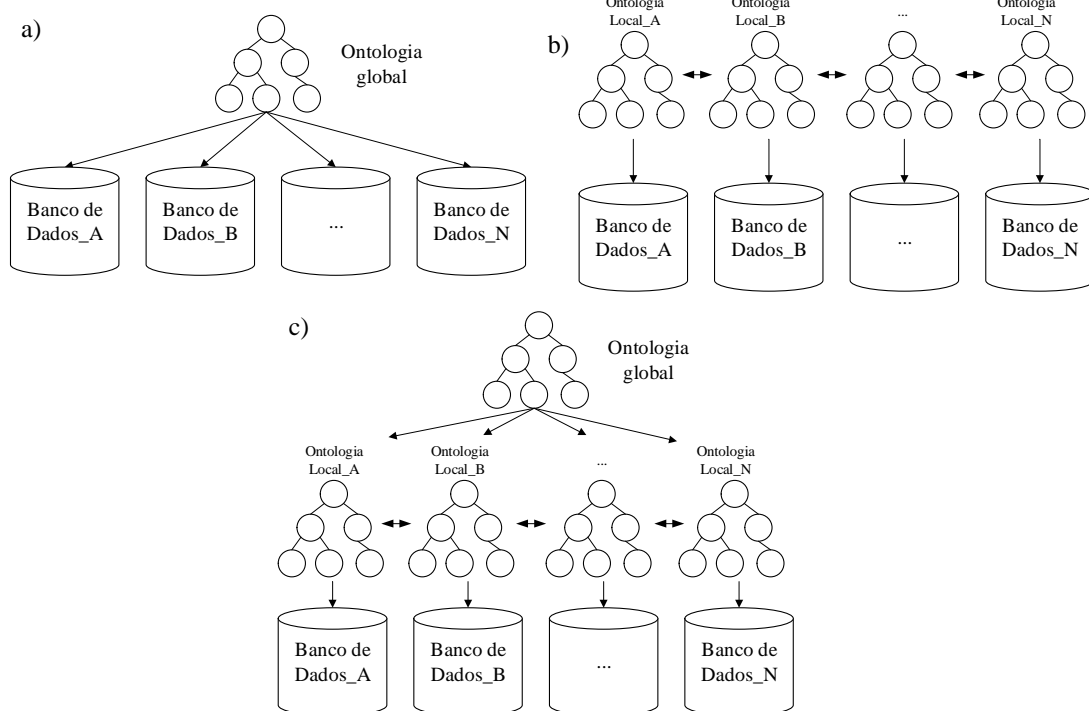 a)
Ontologia
global
Banco de
Dados_A
Banco de
Dados_B
...
Banco de
Dados_N
b)
Ontologia
Local_A
Ontologia
Local_B
...
Ontologia
Local_N
Banco de
Dados_A
Banco de
Dados_B
...
Banco de
Dados_N
c)
Ontologia
global
Ontologia
Local_A
Ontologia
Local_B
...
Ontologia
Local_N
Banco de
Dados_A
Banco de
Dados_B
...
Banco de
Dados_N